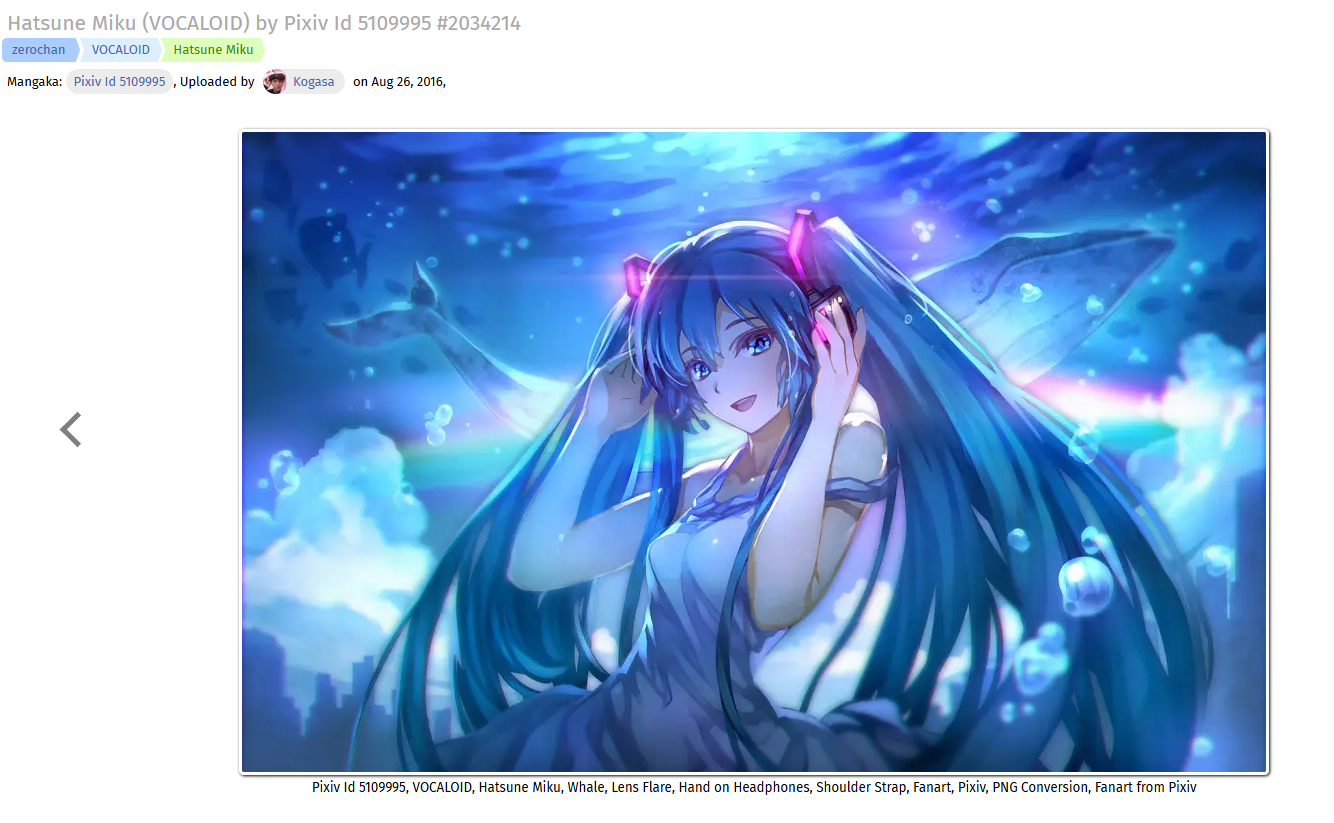 Hatsune Miku (VOCALOID) by Pixiv Id 5109995 #2034214
zerochan VOCALOID Hatsune Miku
Mangaka: Pixiv Id 5109995, Uploaded by Kogasa on Aug 26, 2016,
Pixiv Id 5109995, VOCALOID, Hatsune Miku, Whale, Lens Flare, Hand on Headphones, Shoulder Strap, Fanart, Pixiv, PNG Conversion, Fanart from Pixiv